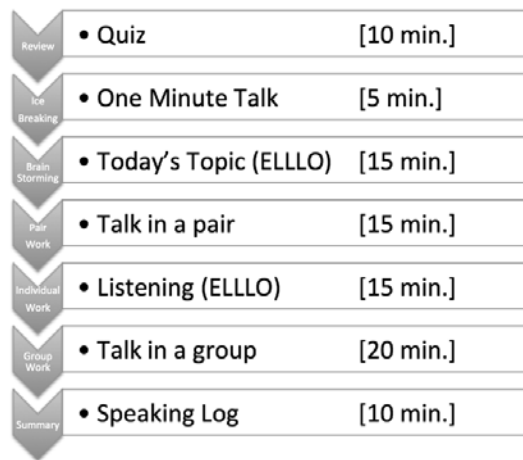 Review
• Quiz [10 min.]
Ice
Breaking
• One Minute Talk [5 min.]
Brain
Storming
• Today's Topic (ELLLO) [15 min.]
Pair
Work
• Talk in a pair [15 min.]
Individual
Work
• Listening (ELLLO) [15 min.]
Group
Work
• Talk in a group [20 min.]
Summary
• Speaking Log [10 min.]